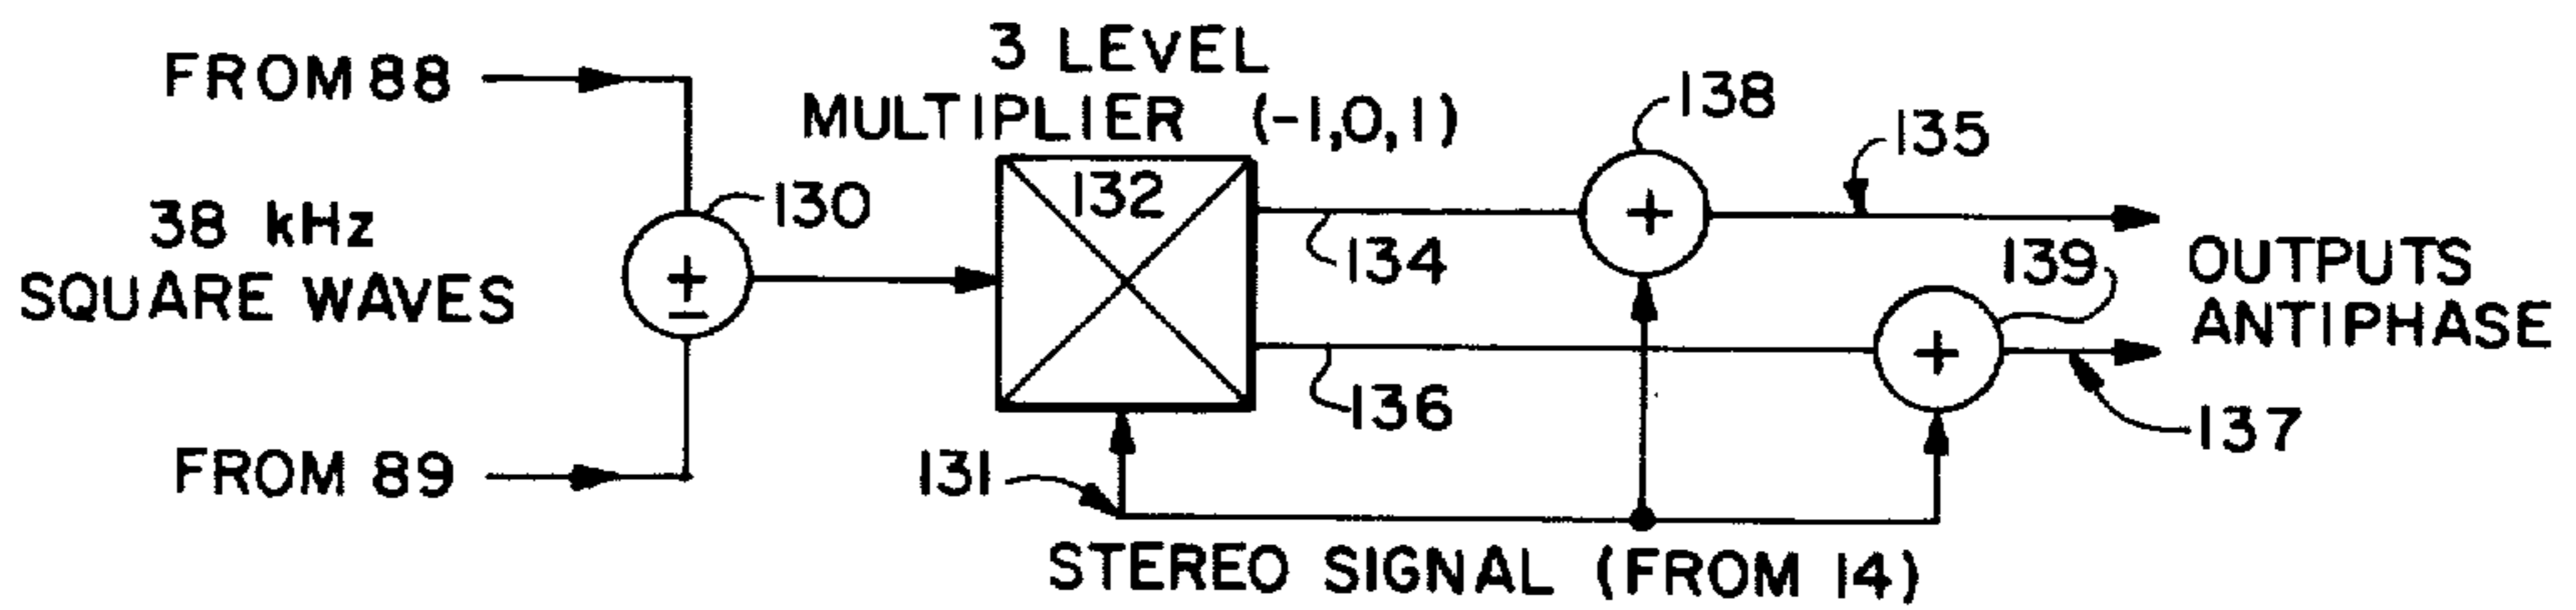 FROM 88
38 kHz
SQUARE WAVES
FROM 89
+
±
130
3 LEVEL
MULTIPLIER (-1,0,1)
132
131
134
136
138
+
135
139
+
137
OUTPUTS
ANTIPHASE
STEREO SIGNAL (FROM 14)